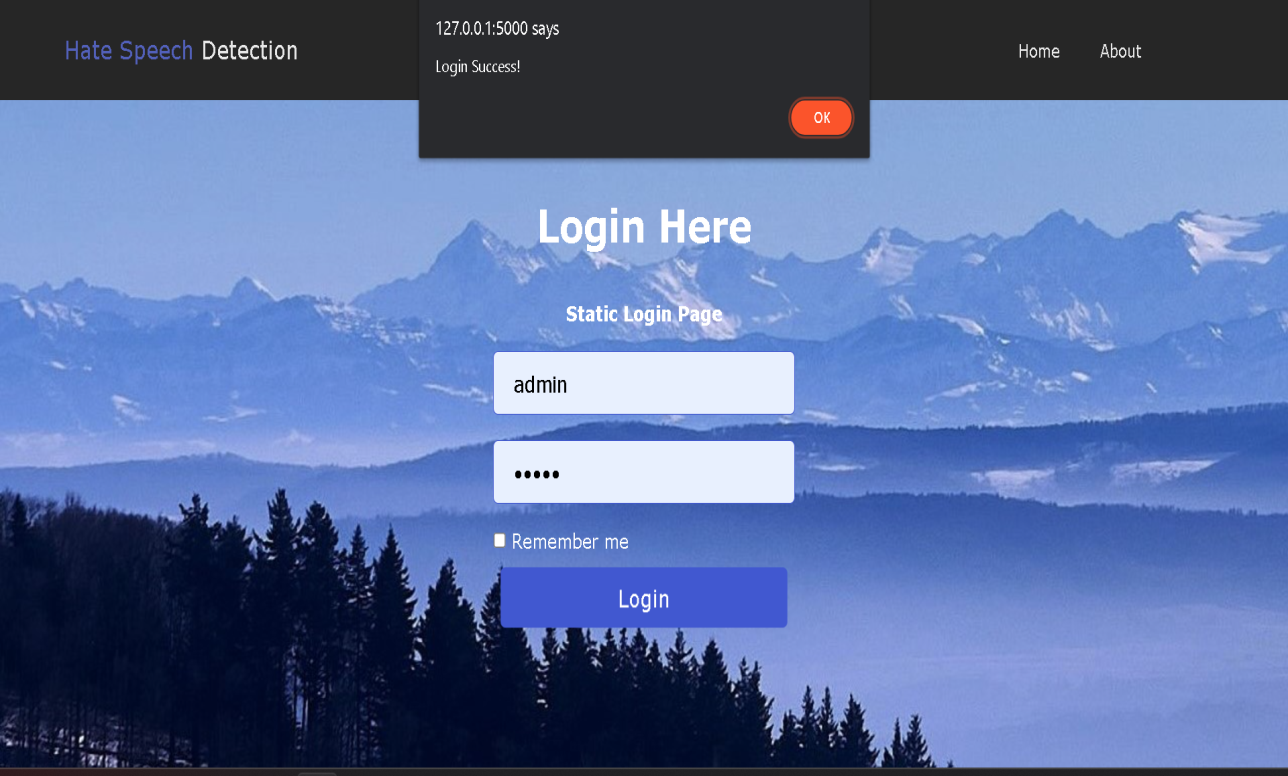 127.0.0.1:5000 says
Hate Speech Detection
Home About
Login Success!
OK
Login Here
Static Login Page
admin
•••••
Remember me
Login